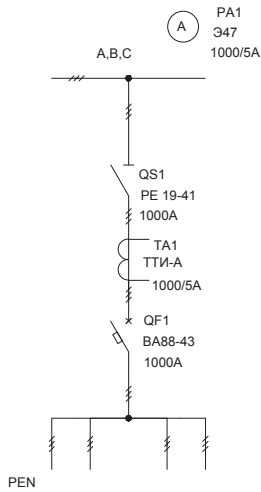 PA1
A
Э47
1000/5A
A,B,C
QS1
PE 19-41
1000A
TA1
ТТИ-А
1000/5A
QF1
BA88-43
1000A
PEN